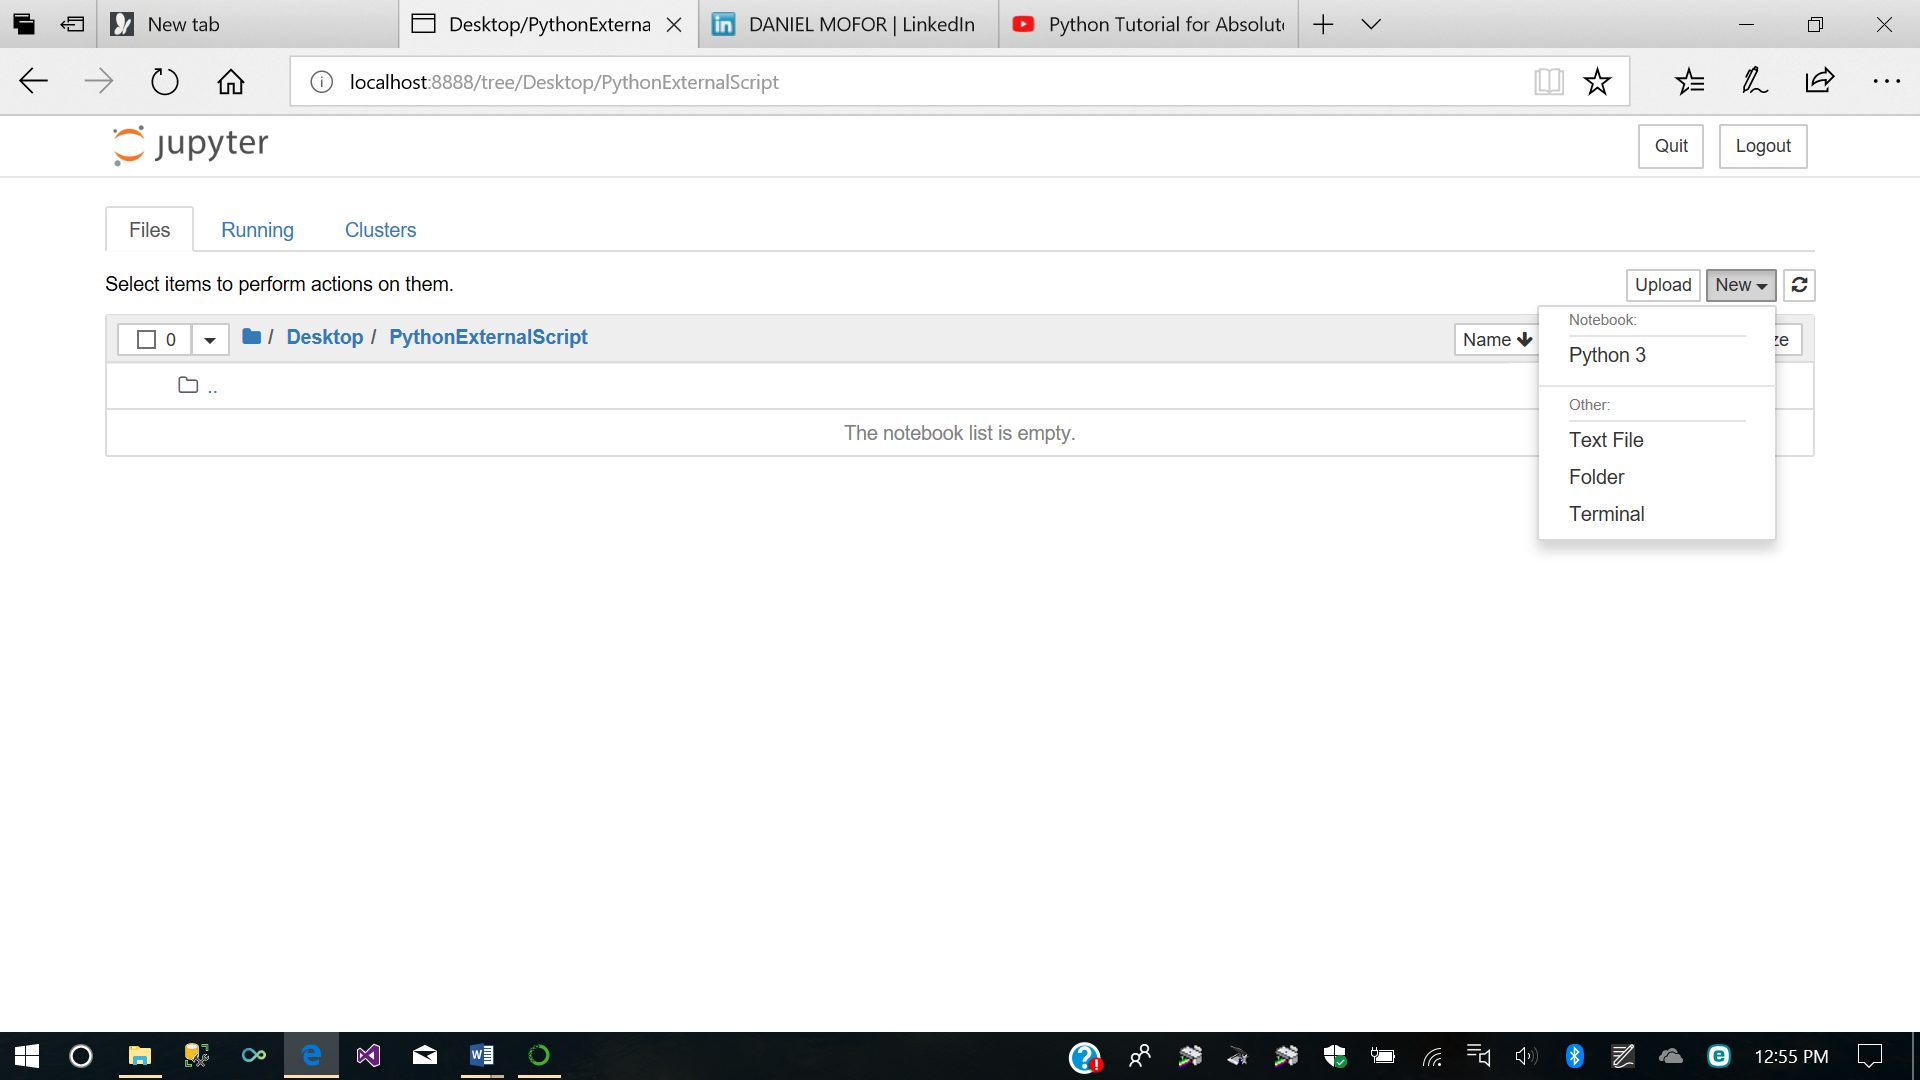 New tab
Desktop/PythonExterna
DANIEL MOFOR | LinkedIn
Python Tutorial for Absolut
localhost:8888/tree/Desktop/PythonExternalScript
jupyter
Quit
Logout
Files
Running
Clusters
Select items to perform actions on them.
Upload
New
0
/ Desktop / PythonExternalScript
Name
ze
Notebook:
Python 3
Other:
Text File
Folder
Terminal
..
The notebook list is empty.
12:55 PM